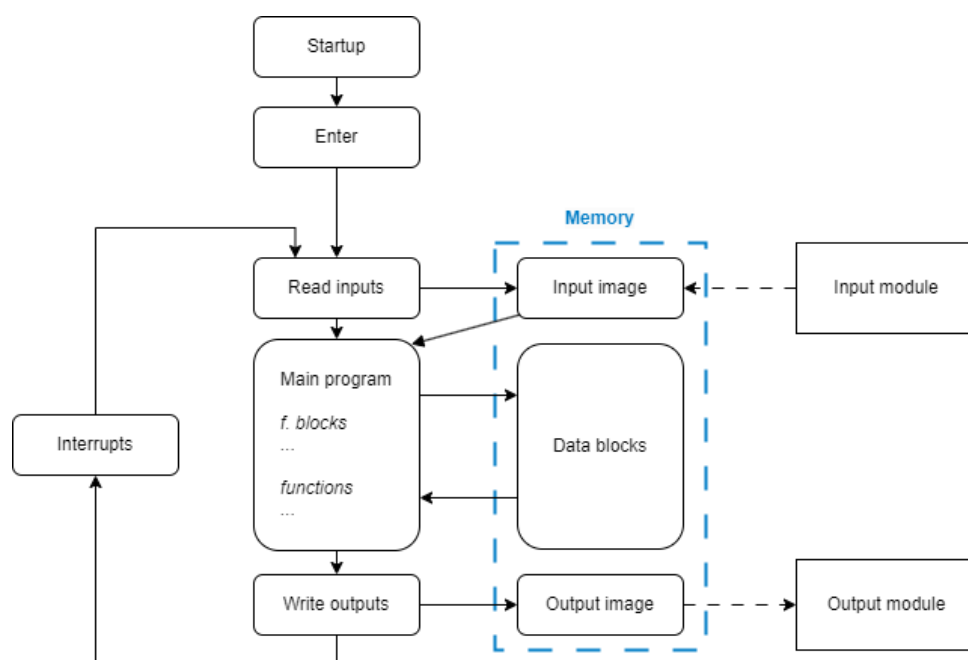 Startup
Enter
Memory
Read inputs
Input image
Input module
Main program
f. blocks
...
functions
...
Interrupts
Data blocks
Write outputs
Output image
Output module